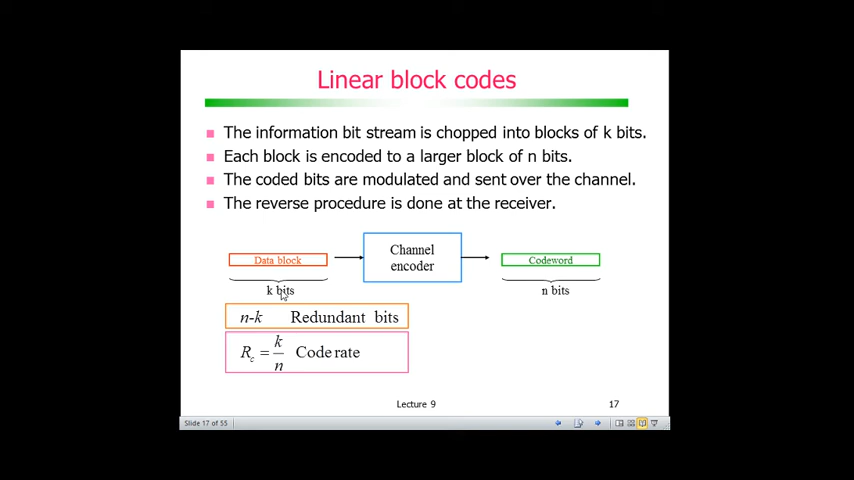 Linear block codes
The information bit stream is chopped into blocks of k bits.
Each block is encoded to a larger block of n bits.
The coded bits are modulated and sent over the channel.
The reverse procedure is done at the receiver.
Data block
Channel
encoder
Codeword
k bits
n bits
n-k Redundant bits
R_c = k/n Code rate
Lecture 9
17
Slide 17 of 55